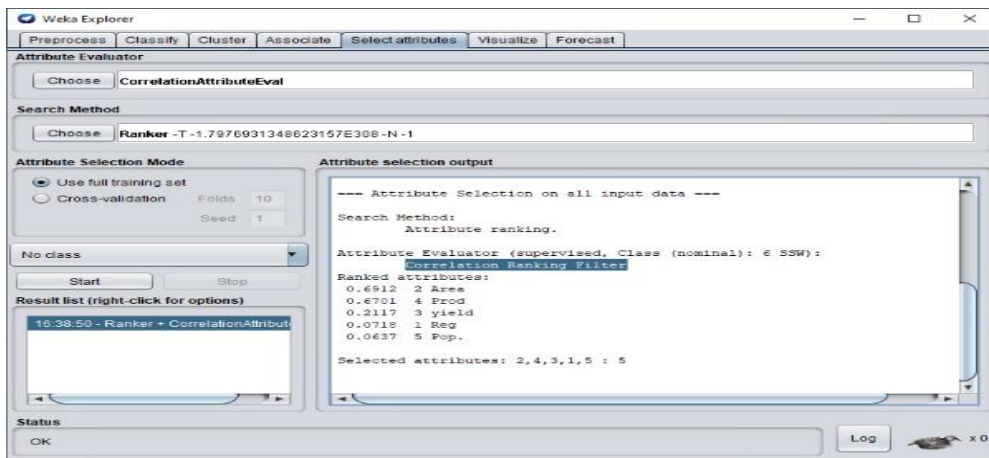 Weka Explorer
Preprocess Classify Cluster Associate Select attributes Visualize Forecast
Attribute Evaluator
Choose CorrelationAttributeEval
Search Method
Choose Ranker -T -1.7976931348623157E308 -N -1
Attribute Selection Mode
Use full training set
Cross-validation Folds 10
Seed 1
No class
Start Stop
Result list (right-click for options)
16:38:50 - Ranker + CorrelationAttribut
Attribute selection output
=== Attribute Selection on all input data ===
Search Method:
Attribute ranking.
Attribute Evaluator (supervised, Class (nominal): 6 SSW):
Correlation Ranking Filter
Ranked attributes:
0.6912 2 Area
0.6701 4 Prod
0.2117 3 yield
0.0718 1 Reg
0.0637 5 Pop.
Selected attributes: 2,4,3,1,5 : 5
Status
OK
Log
x 0